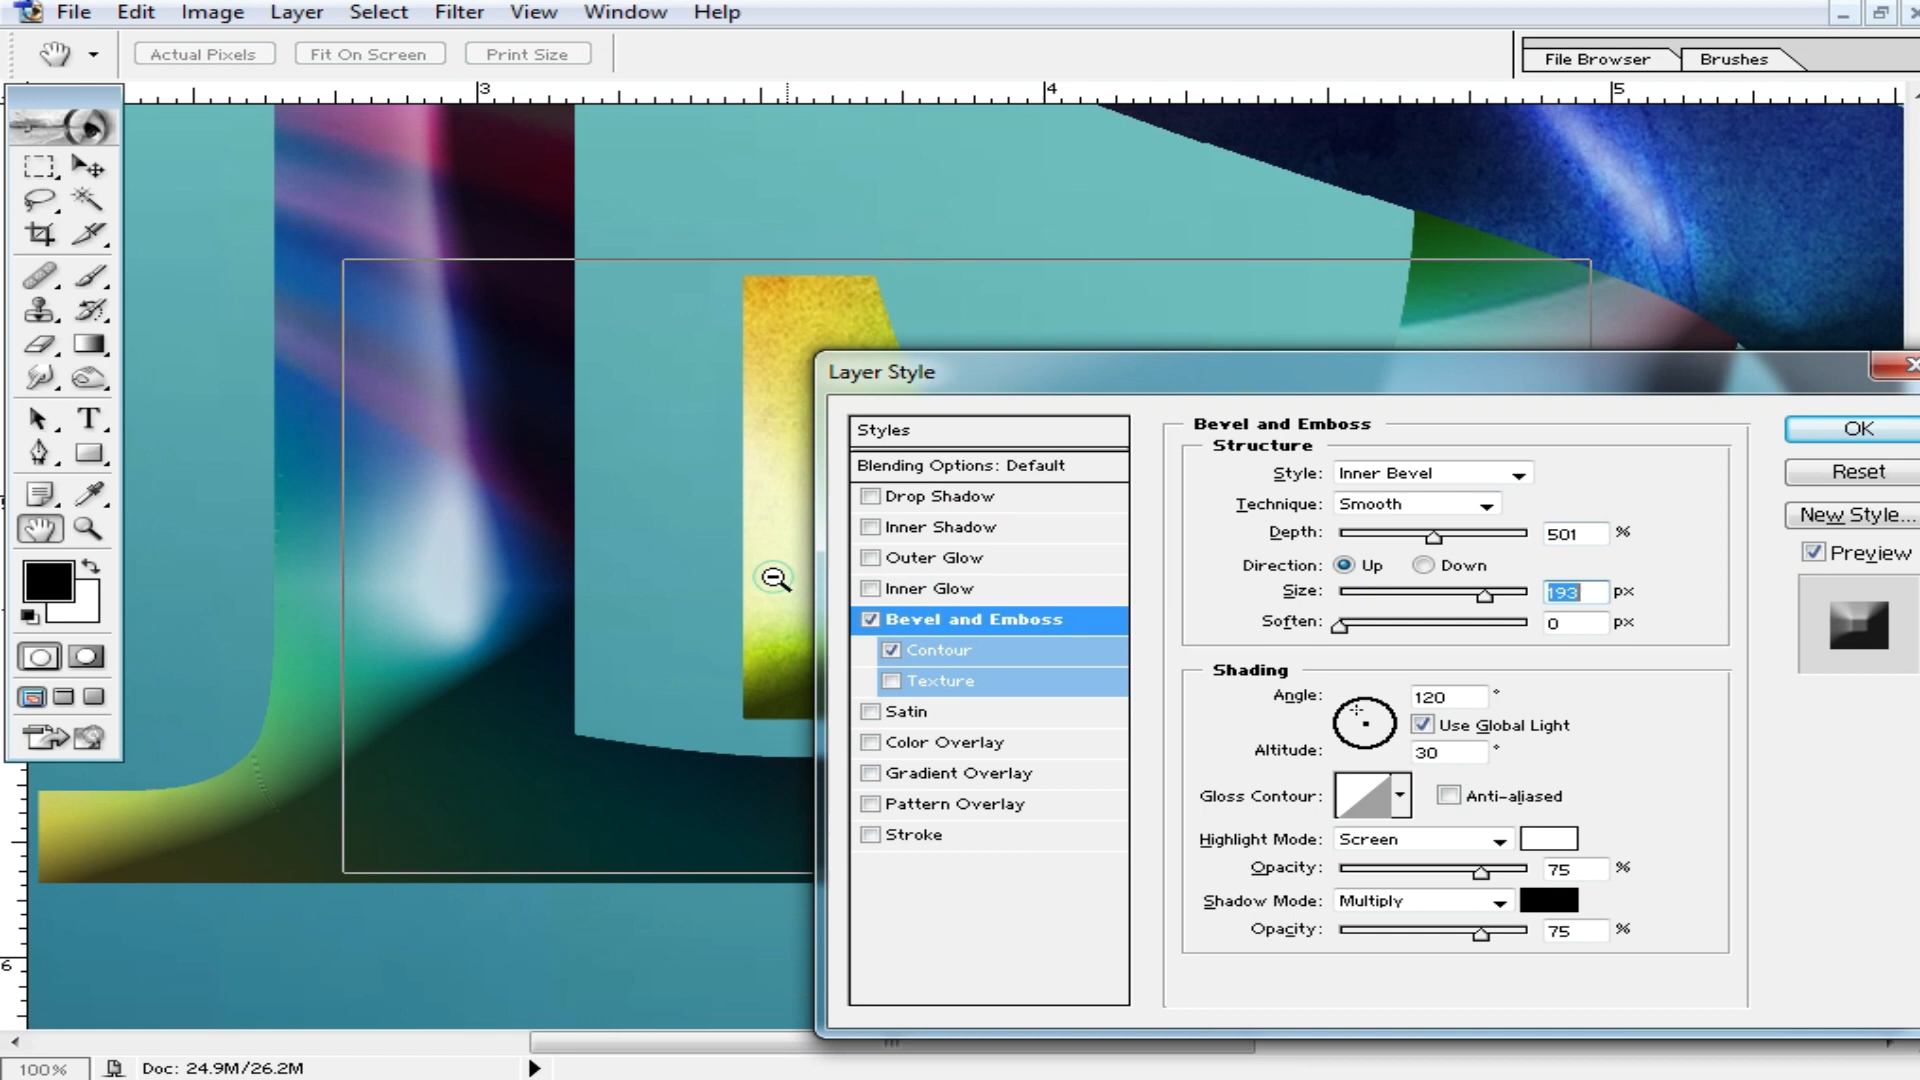 File Edit Image Layer Select Filter View Window Help
Actual Pixels Fit On Screen Print Size File Browser Brushes
3 4 5
Layer Style
Styles
Blending Options: Default
Drop Shadow
Inner Shadow
Outer Glow
Inner Glow
Bevel and Emboss
Contour
Texture
Satin
Color Overlay
Gradient Overlay
Pattern Overlay
Stroke
Bevel and Emboss
Structure
Style: Inner Bevel
Technique: Smooth
Depth: 501 %
Direction: Up Down
Size: 193 px
Soften: 0 px
Shading
Angle: 120 °
Use Global Light
Altitude: 30 °
Gloss Contour: Anti-aliased
Highlight Mode: Screen
Opacity: 75 %
Shadow Mode: Multiply
Opacity: 75 %
OK
Reset
New Style...
Preview
T
6
100% Doc: 24.9M/26.2M